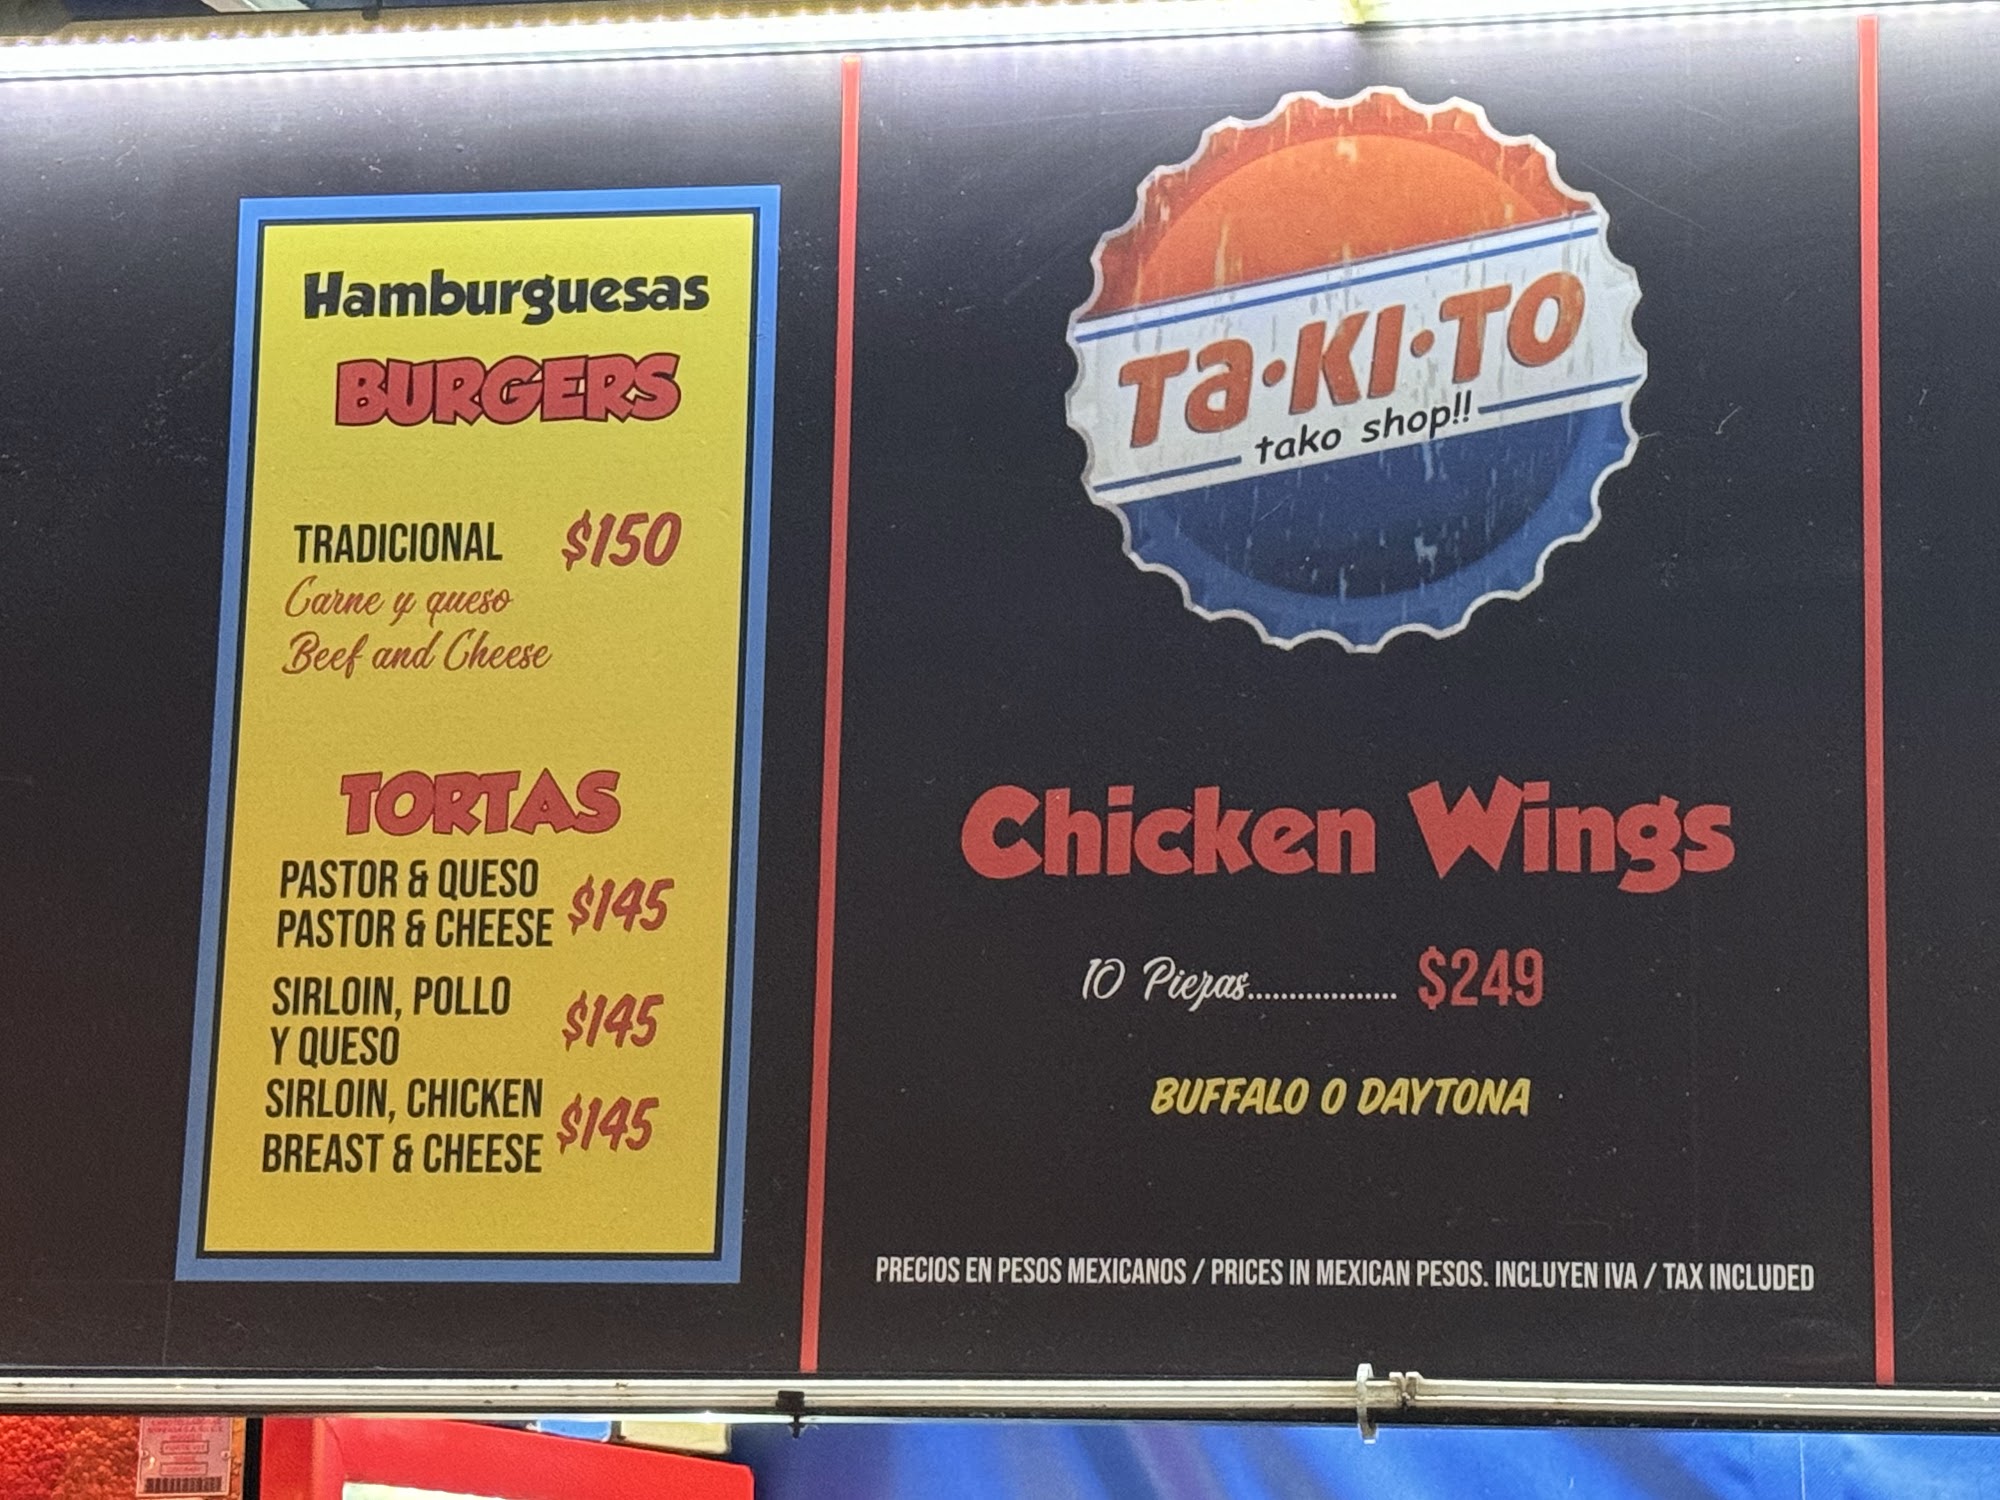 Hamburguesas
BURGERS
TRADICIONAL $150
Carne y queso
Beef and Cheese
TORTAS
PASTOR & QUESO
PASTOR & CHEESE $145
SIRLOIN, POLLO
Y QUESO $145
SIRLOIN, CHICKEN
BREAST & CHEESE $145
Ta•KI•TO
tako shop!!
Chicken Wings
10 Piezas.................. $249
BUFFALO O DAYTONA
PRECIOS EN PESOS MEXICANOS / PRICES IN MEXICAN PESOS. INCLUYEN IVA / TAX INCLUDED